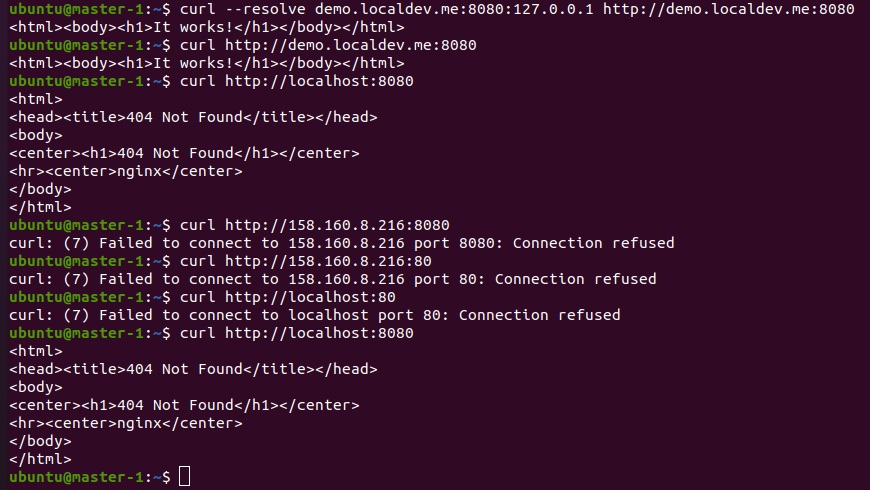 ubuntu@master-1:~$ curl --resolve demo.localdev.me:8080:127.0.0.1 http://demo.localdev.me:8080
<html><body><h1>It works!</h1></body></html>
ubuntu@master-1:~$ curl http://demo.localdev.me:8080
<html><body><h1>It works!</h1></body></html>
ubuntu@master-1:~$ curl http://localhost:8080
<html>
<head><title>404 Not Found</title></head>
<body>
<center><h1>404 Not Found</h1></center>
<hr><center>nginx</center>
</body>
</html>
ubuntu@master-1:~$ curl http://158.160.8.216:8080
curl: (7) Failed to connect to 158.160.8.216 port 8080: Connection refused
ubuntu@master-1:~$ curl http://158.160.8.216:80
curl: (7) Failed to connect to 158.160.8.216 port 80: Connection refused
ubuntu@master-1:~$ curl http://localhost:80
curl: (7) Failed to connect to localhost port 80: Connection refused
ubuntu@master-1:~$ curl http://localhost:8080
<html>
<head><title>404 Not Found</title></head>
<body>
<center><h1>404 Not Found</h1></center>
<hr><center>nginx</center>
</body>
</html>
ubuntu@master-1:~$